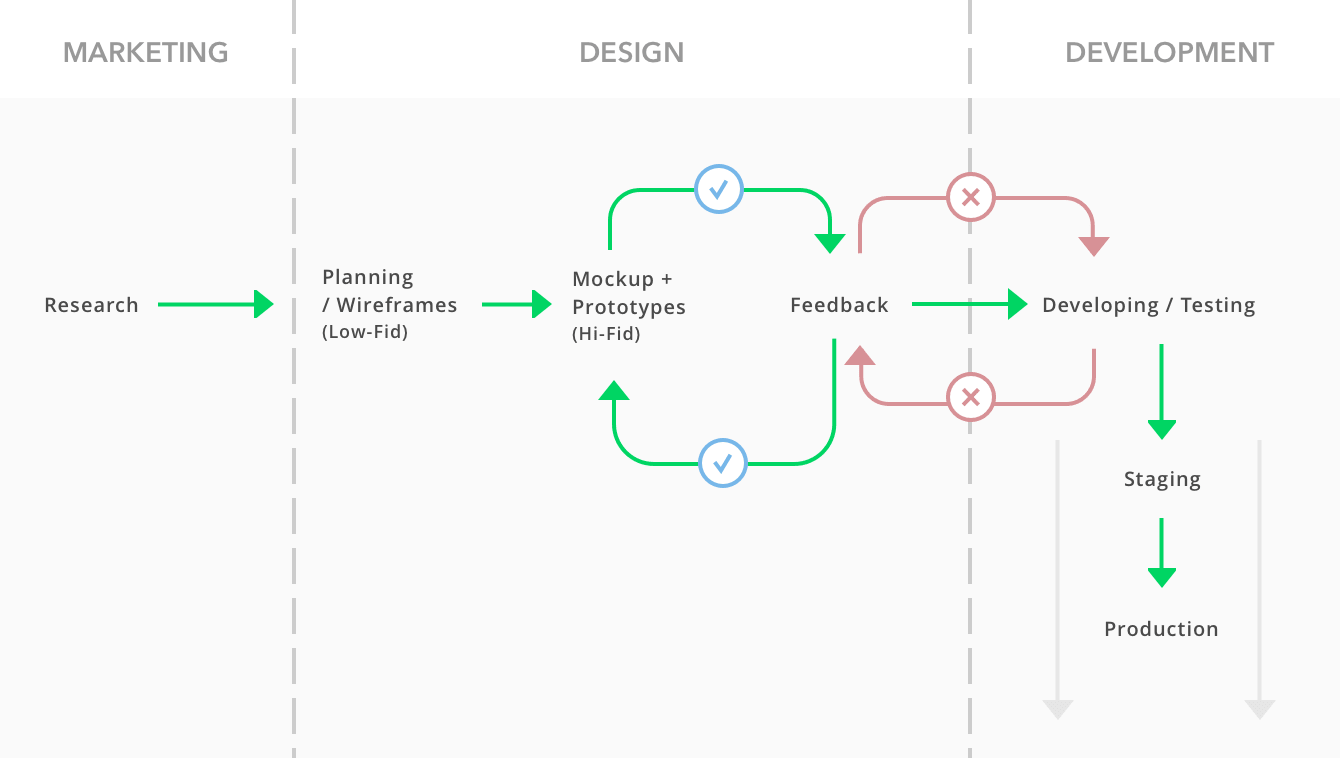 MARKETING
DESIGN
DEVELOPMENT
Research
Planning
/ Wireframes
(Low-Fid)
Mockup +
Prototypes
(Hi-Fid)
Feedback
Developing / Testing
Staging
Production